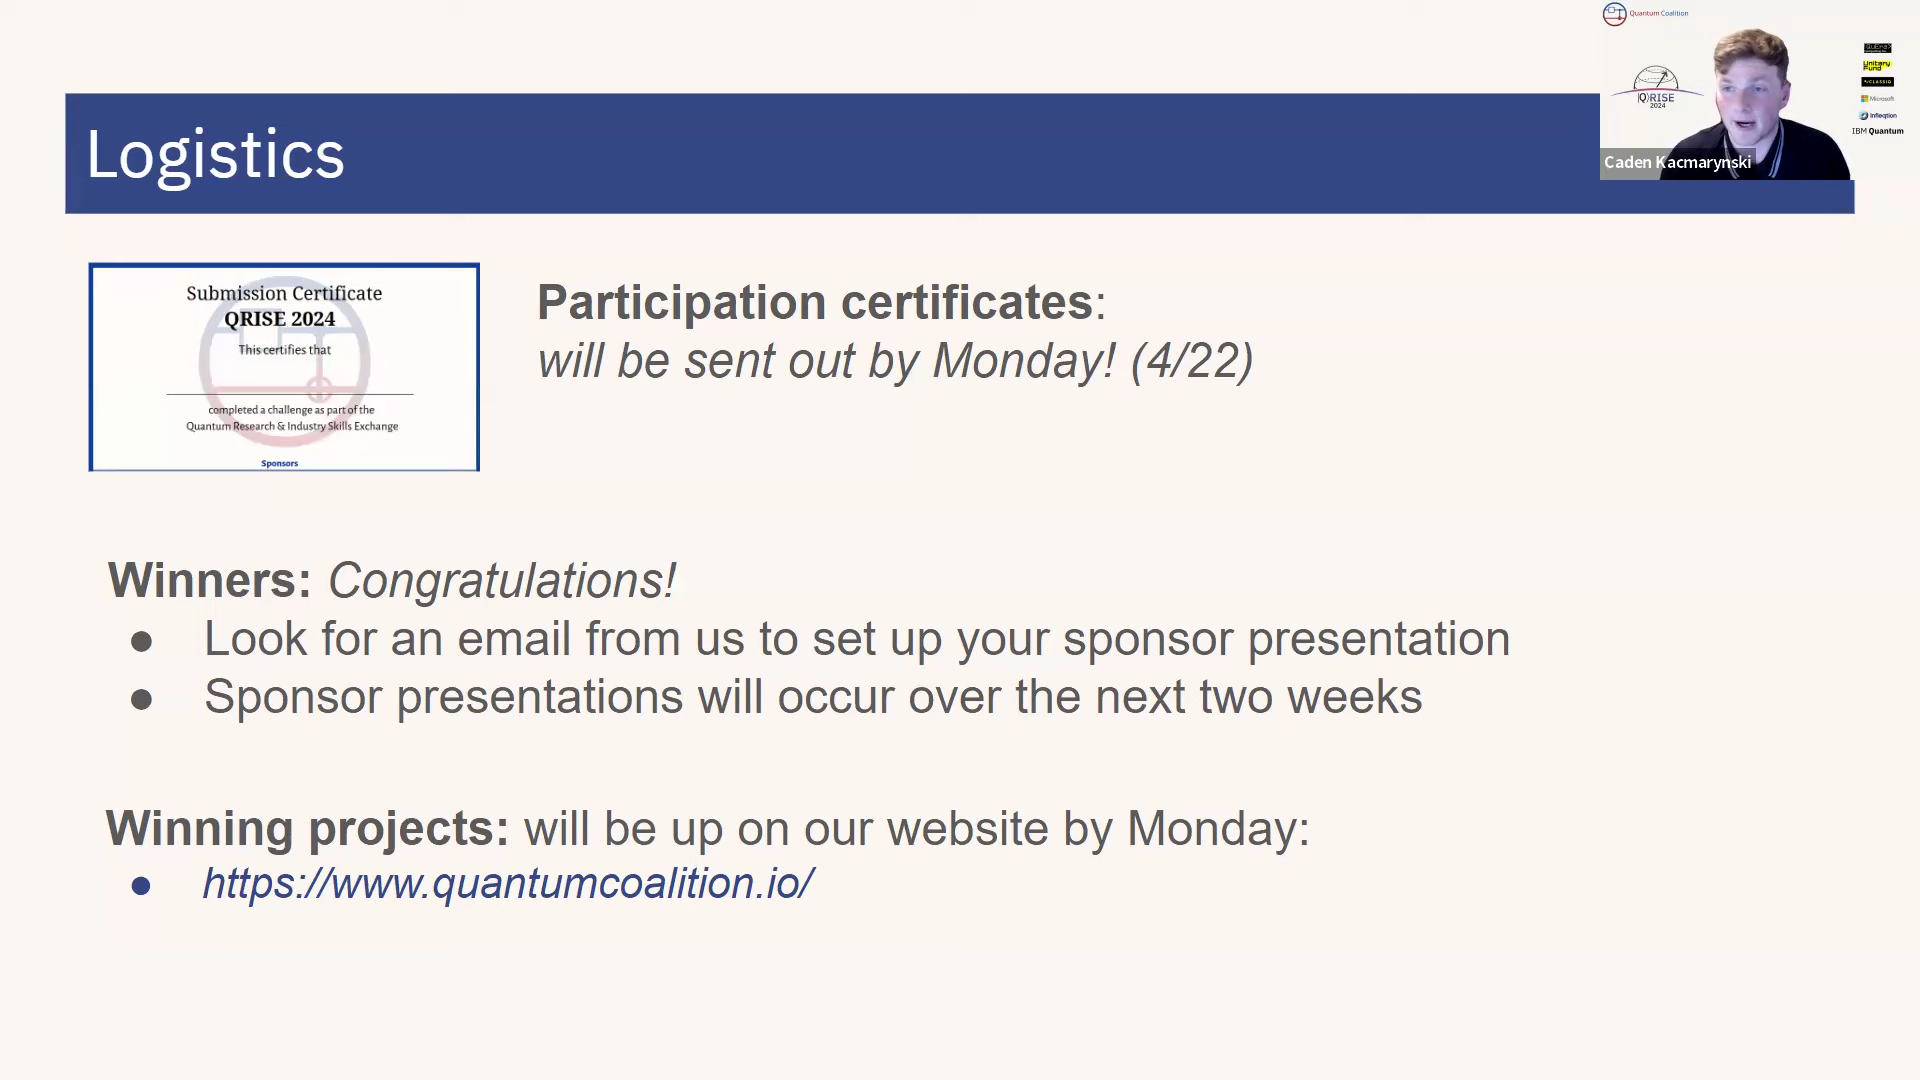 Quantum Coalition
|Q⟩RISE
2024
QuEra>
Unitary
Fund
CLASSIQ
Microsoft
Infleqtion
IBM Quantum
Caden Kacmarynski
Logistics
Submission Certificate
QRISE 2024
This certifies that
completed a challenge as part of the
Quantum Research & Industry Skills Exchange
Sponsors
Participation certificates:
will be sent out by Monday! (4/22)
Winners: Congratulations!
● Look for an email from us to set up your sponsor presentation
● Sponsor presentations will occur over the next two weeks
Winning projects: will be up on our website by Monday:
● https://www.quantumcoalition.io/